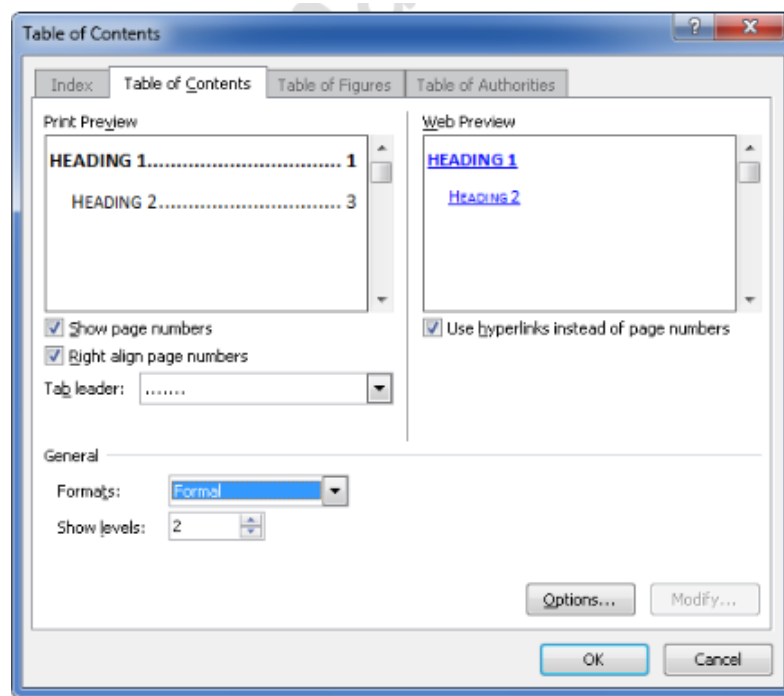 Table of Contents
Index Table of Contents Table of Figures Table of Authorities
Print Preview
HEADING 1.................................. 1
HEADING 2................................ 3
Show page numbers
Right align page numbers
Tab leader: .......
Web Preview
HEADING 1
HEADING 2
Use hyperlinks instead of page numbers
General
Formats: Formal
Show levels: 2
Options... Modify...
OK Cancel